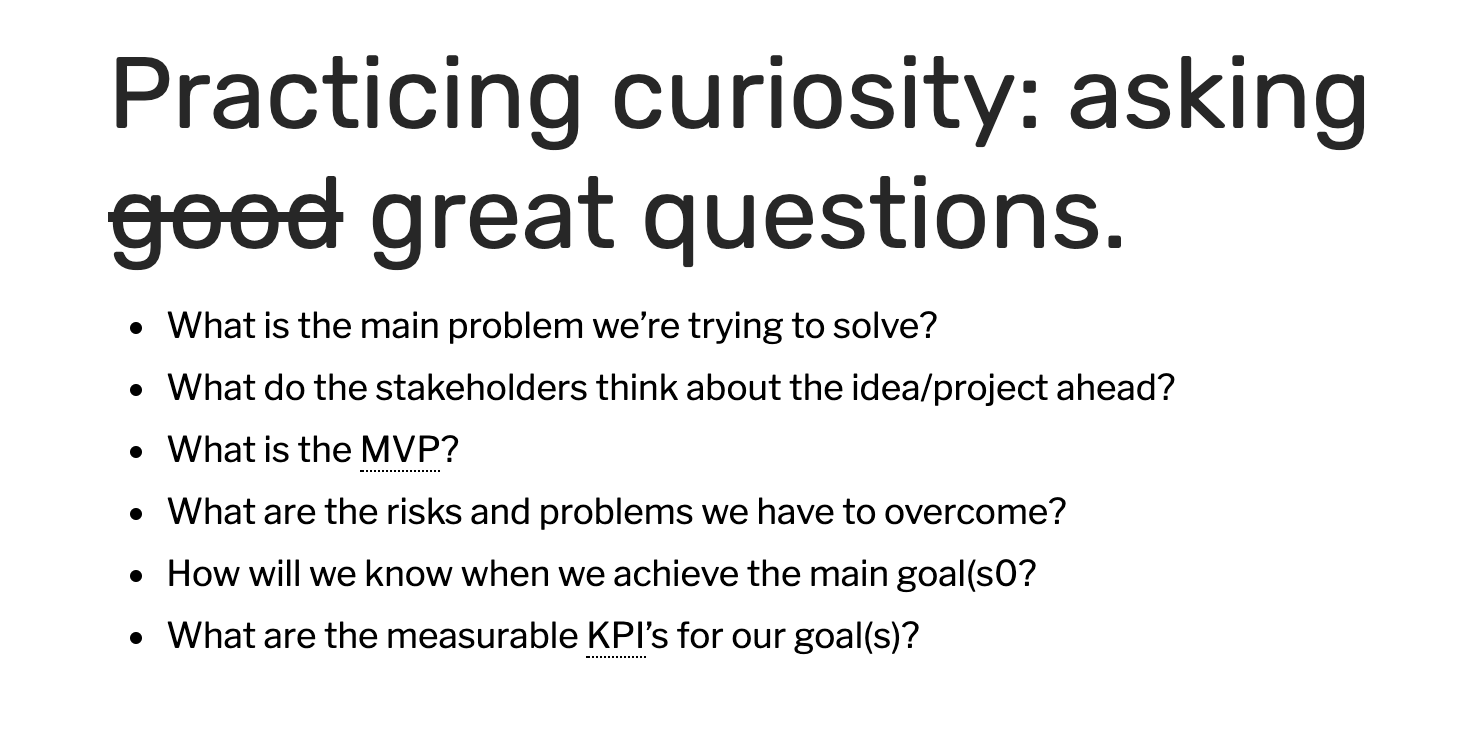 Practicing curiosity: asking
good great questions.
• What is the main problem we’re trying to solve?
• What do the stakeholders think about the idea/project ahead?
• What is the MVP?
• What are the risks and problems we have to overcome?
• How will we know when we achieve the main goal(s0?
• What are the measurable KPI’s for our goal(s)?